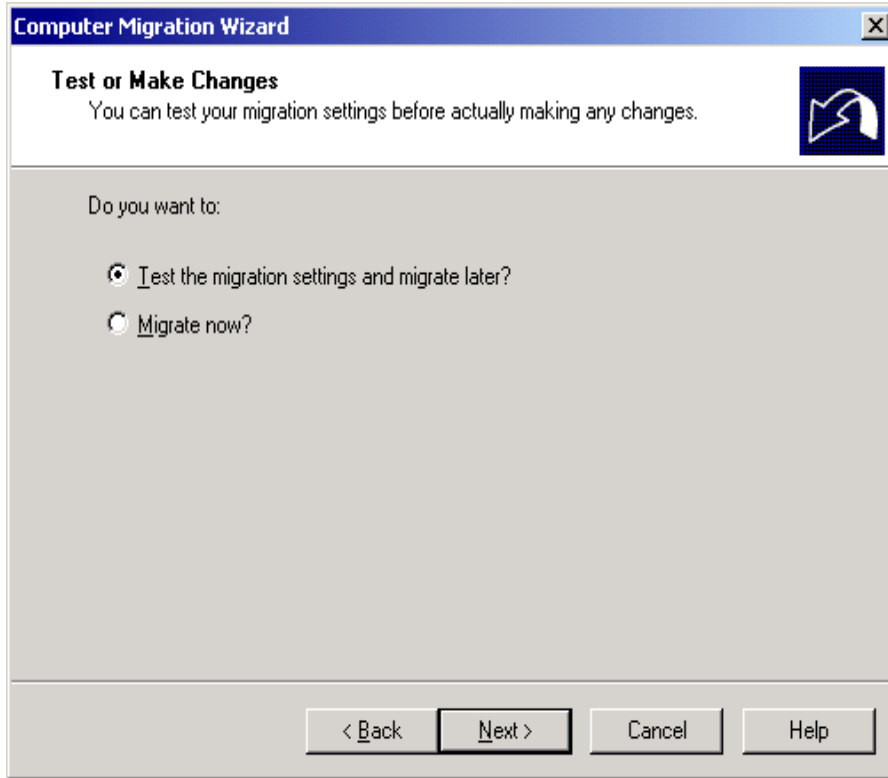 Computer Migration Wizard
Test or Make Changes
You can test your migration settings before actually making any changes.
Do you want to:
Test the migration settings and migrate later?
Migrate now?
< Back Next > Cancel Help